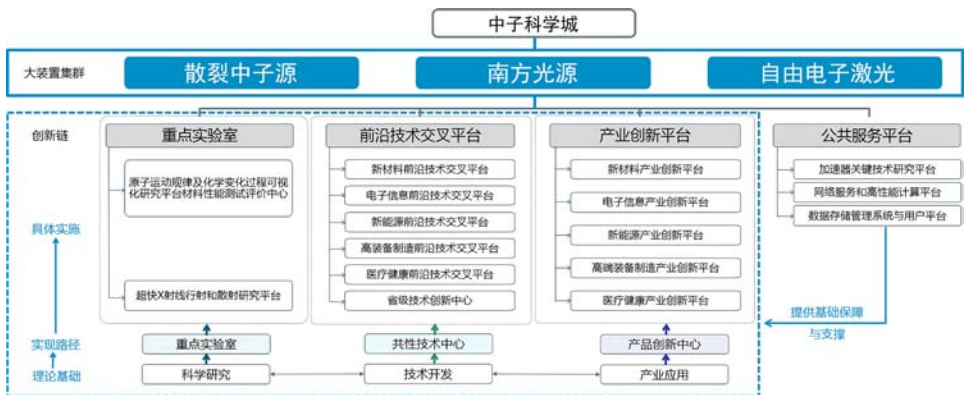 中子科学城
大装置集群
散裂中子源
南方光源
自由电子激光
创新链
重点实验室
前沿技术交叉平台
产业创新平台
公共服务平台
原子运动规律及化学变化过程可视
化研究平台材料性能测试评价中心
超快X射线行射和散射研究平台
新材料前沿技术交叉平台
电子信息前沿技术交叉平台
新能源前沿技术交叉平台
高装备制造前沿技术交叉平台
医疗健康前沿技术交叉平台
省级技术创新中心
新材料产业创新平台
电子信息产业创新平台
新能源产业创新平台
高端装备制造产业创新平台
医疗健康产业创新平台
加速器关键技术研究平台
网络服务和高性能计算平台
数据存储管理系统与用户平台
具体实施
提供基础保障
与支撑
实现路径
重点实验室
共性技术中心
产品创新中心
理论基础
科学研究
技术开发
产业应用